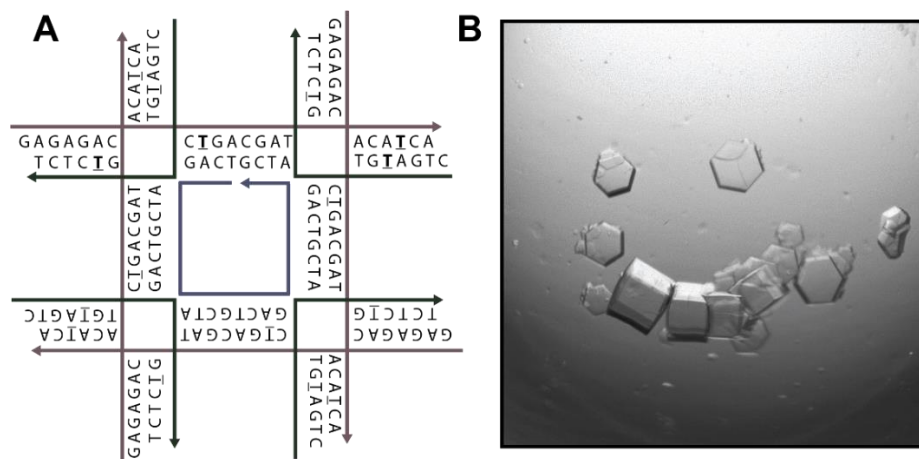 A
B
ACATCA
TGTAGTC
GAGAGAC
TCTCTG
GAGAGAC
TCTCTG
CTGACGAT
GACTGCTA
ACATCA
TGTAGTC
CTGACGAT
GACTGCTA
CTGACGAT
GACTGCTA
TGTAGTC
ACATCA
GACTGCTA
CTGACGAT
TCTCTG
GAGAGAC
GAGAGAC
TCTCTG
ACATCA
TGTAGTC